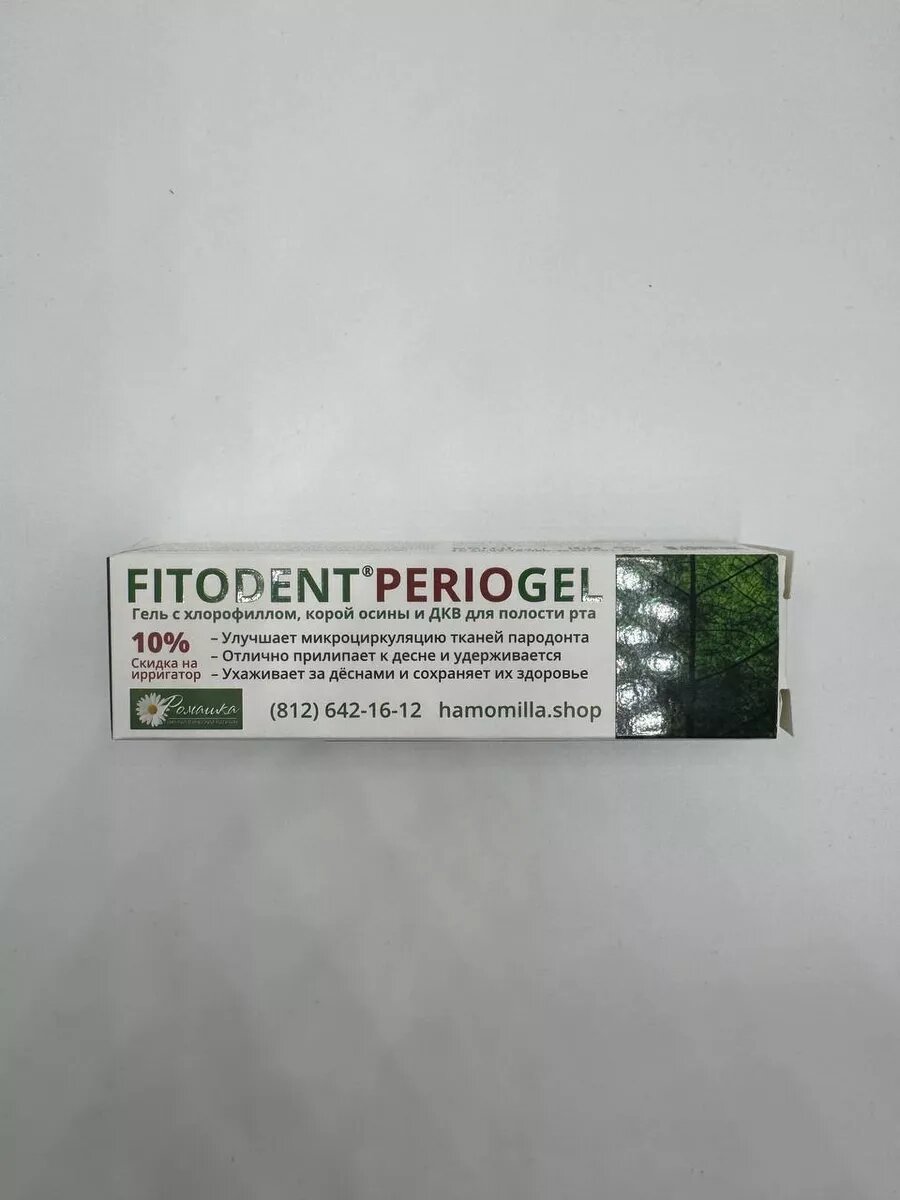 FITODENT® PERIOGEL
Гель с хлорофиллом, корой осины и ДКВ для полости рта
10%
Скидка на
ирригатор
– Улучшает микроциркуляцию тканей пародонта
– Отлично прилипает к десне и удерживается
– Ухаживает за дёснами и сохраняет их здоровье
Ромашка
(812) 642-16-12 hamomilla.shop